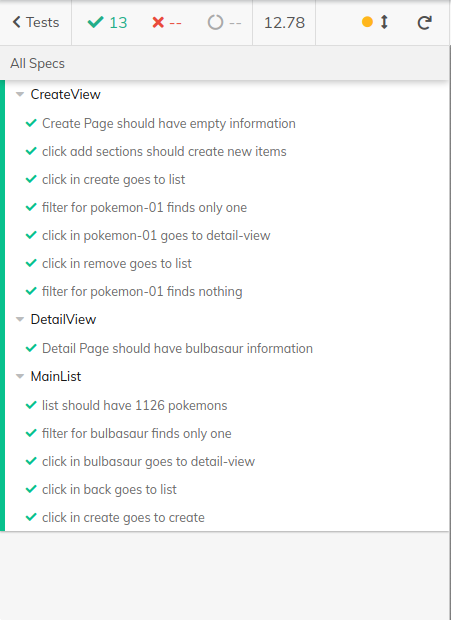 Tests 13 -- -- 12.78
All Specs
CreateView
Create Page should have empty information
click add sections should create new items
click in create goes to list
filter for pokemon-01 finds only one
click in pokemon-01 goes to detail-view
click in remove goes to list
filter for pokemon-01 finds nothing
DetailView
Detail Page should have bulbasaur information
MainList
list should have 1126 pokemons
filter for bulbasaur finds only one
click in bulbasaur goes to detail-view
click in back goes to list
click in create goes to create